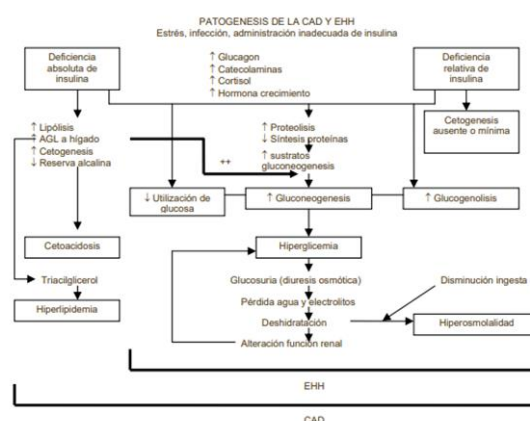 PATOGENESIS DE LA CAD Y EHH
Estrés, infección, administración inadecuada de insulina
Deficiencia
absoluta de
insulina
↑ Glucagon
↑ Catecolaminas
↑ Cortisol
↑ Hormona crecimiento
Deficiencia
relativa de
insulina
↑ Lipólisis
↑ AGL a hígado
↑ Cetogenesis
↓ Reserva alcalina
++
↑ Proteolisis
↓ Síntesis proteínas
↑ sustratos
gluconeogenesis
Cetogenesis
ausente o mínima
↓ Utilización de
glucosa
↑ Gluconeogenesis
↑ Glucogenolisis
Cetoacidosis
Hiperglicemia
Triacilglicerol
Glucosuria (diuresis osmótica)
Disminución ingesta
Pérdida agua y electrolitos
Hiperlipidemia
Deshidratación
Hiperosmolalidad
Alteración función renal
EHH
CAD